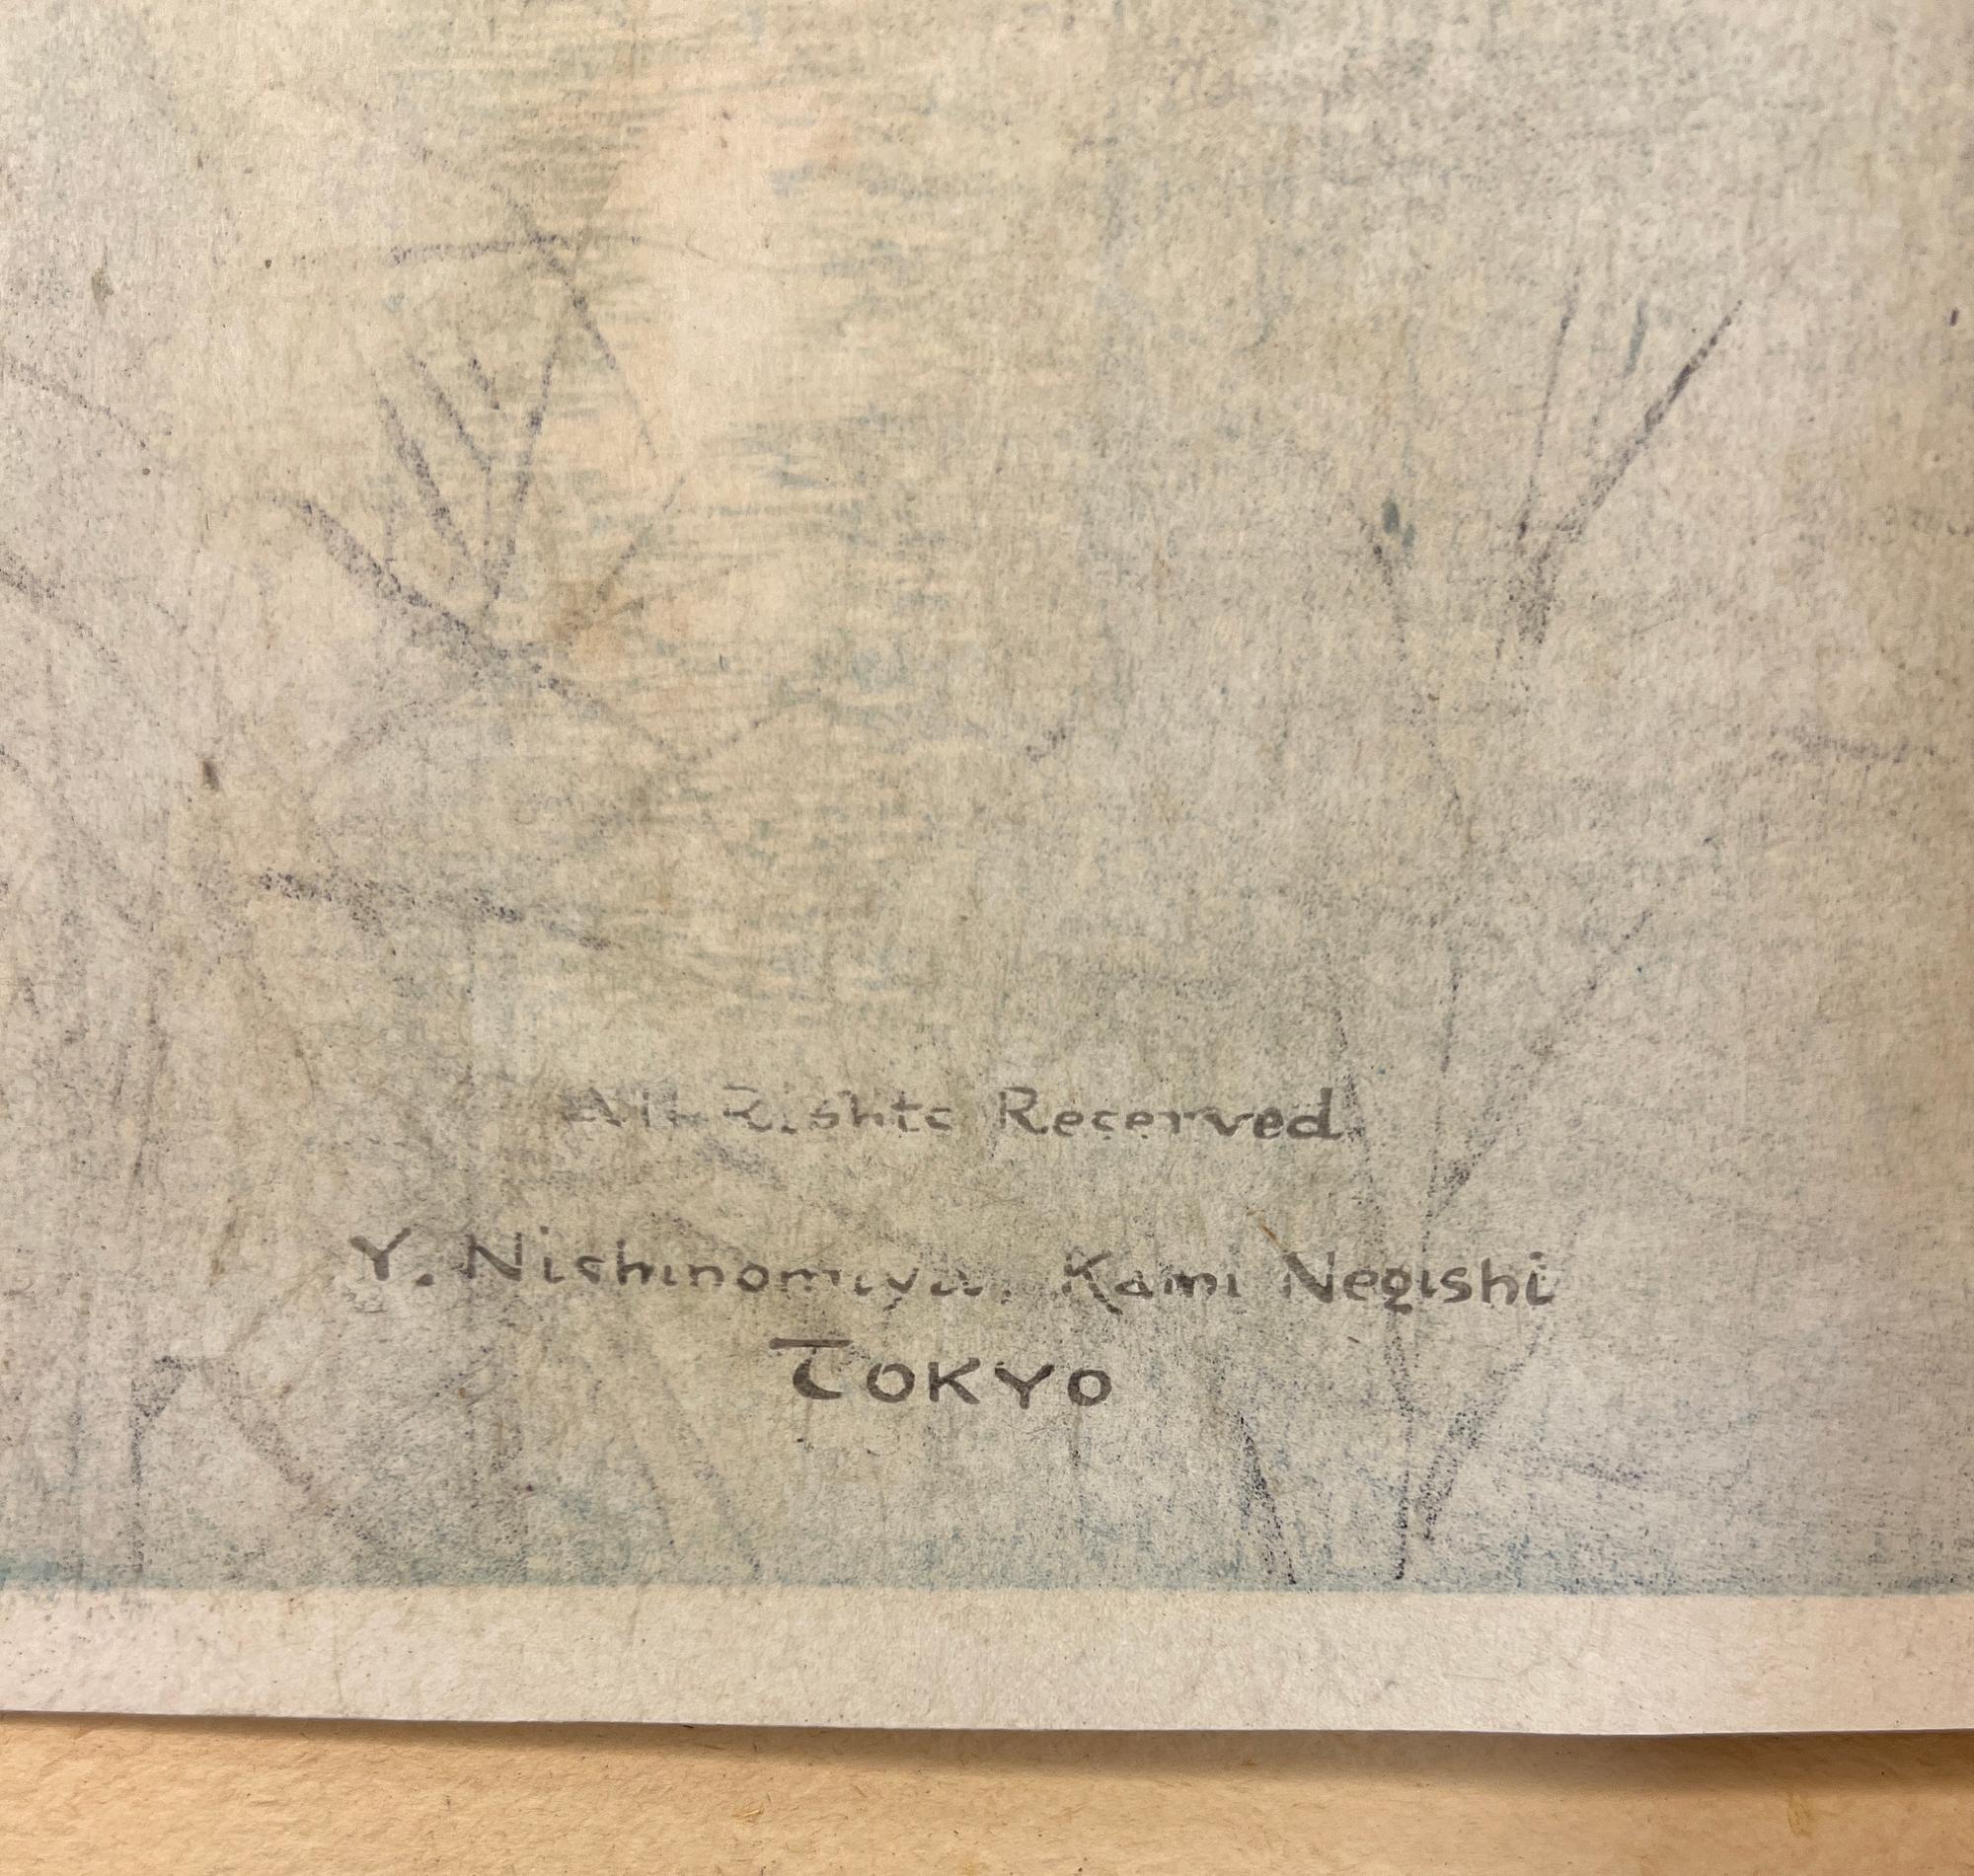 All Rights Reserved.
Y. Nishinomiya, Kami Negishi
TOKYO